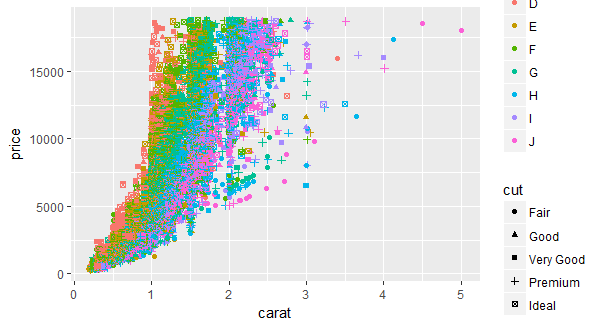 D
E
F
G
H
I
J
cut
Fair
Good
Very Good
Premium
Ideal
price
15000
10000
5000
0
0
1
2
3
4
5
carat